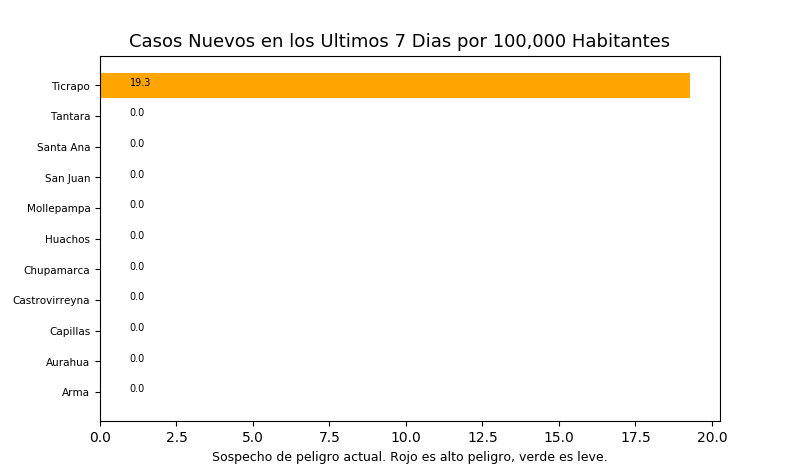 Casos Nuevos en los Ultimos 7 Dias por 100,000 Habitantes
Ticrapo 19.3
Tantara 0.0
Santa Ana 0.0
San Juan 0.0
Mollepampa 0.0
Huachos 0.0
Chupamarca 0.0
Castrovirreyna 0.0
Capillas 0.0
Aurahua 0.0
Arma 0.0
0.0 2.5 5.0 7.5 10.0 12.5 15.0 17.5 20.0
Sospecho de peligro actual. Rojo es alto peligro, verde es leve.